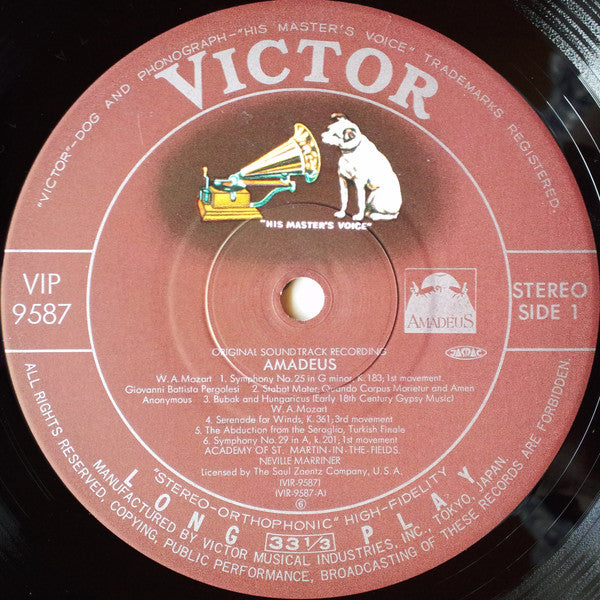 "VICTOR"-DOG AND PHONOGRAPH-"HIS MASTER'S VOICE" TRADEMARKS REGISTERED.
VICTOR
"HIS MASTER'S VOICE"
VIP
9587
AMADEUS
STEREO
SIDE 1
JASRAC
ORIGINAL SOUNDTRACK RECORDING
AMADEUS
W. A. Mozart 1. Symphony No. 25 in G minor, K. 183; 1st movement.
Giovanni Battista Pergolesi 2. Stabat Mater: Quando Corpus Morietur and Amen
Anonymous 3. Bubak and Hungaricus (Early 18th Century Gypsy Music)
W. A. Mozart
4. Serenade for Winds, K. 361; 3rd movement
5. The Abduction from the Seraglio, Turkish Finale
6. Symphony No. 29 in A, k. 201; 1st movement
ACADEMY OF ST. MARTIN-IN-THE-FIELDS.
NEVILLE MARRINER
Licensed by The Saul Zaentz Company, U.S.A.
(VIR-9587)
(VIR-9587-A)
6
"STEREO-ORTHOPHONIC" HIGH-FIDELITY
LONG 33 1/3 PLAY
MANUFACTURED BY VICTOR MUSICAL INDUSTRIES, INC., TOKYO, JAPAN
ALL RIGHTS RESERVED, COPYING, PUBLIC PERFORMANCE, BROADCASTING OF THESE RECORDS ARE FORBIDDEN.